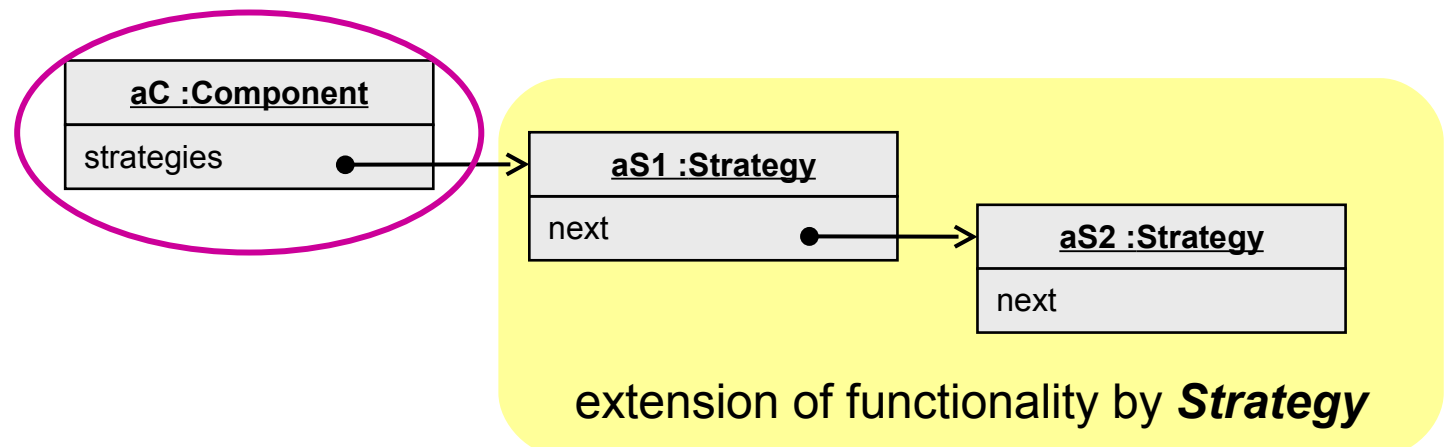 aC :Component
strategies
aS1 :Strategy
next
aS2 :Strategy
next
extension of functionality by Strategy